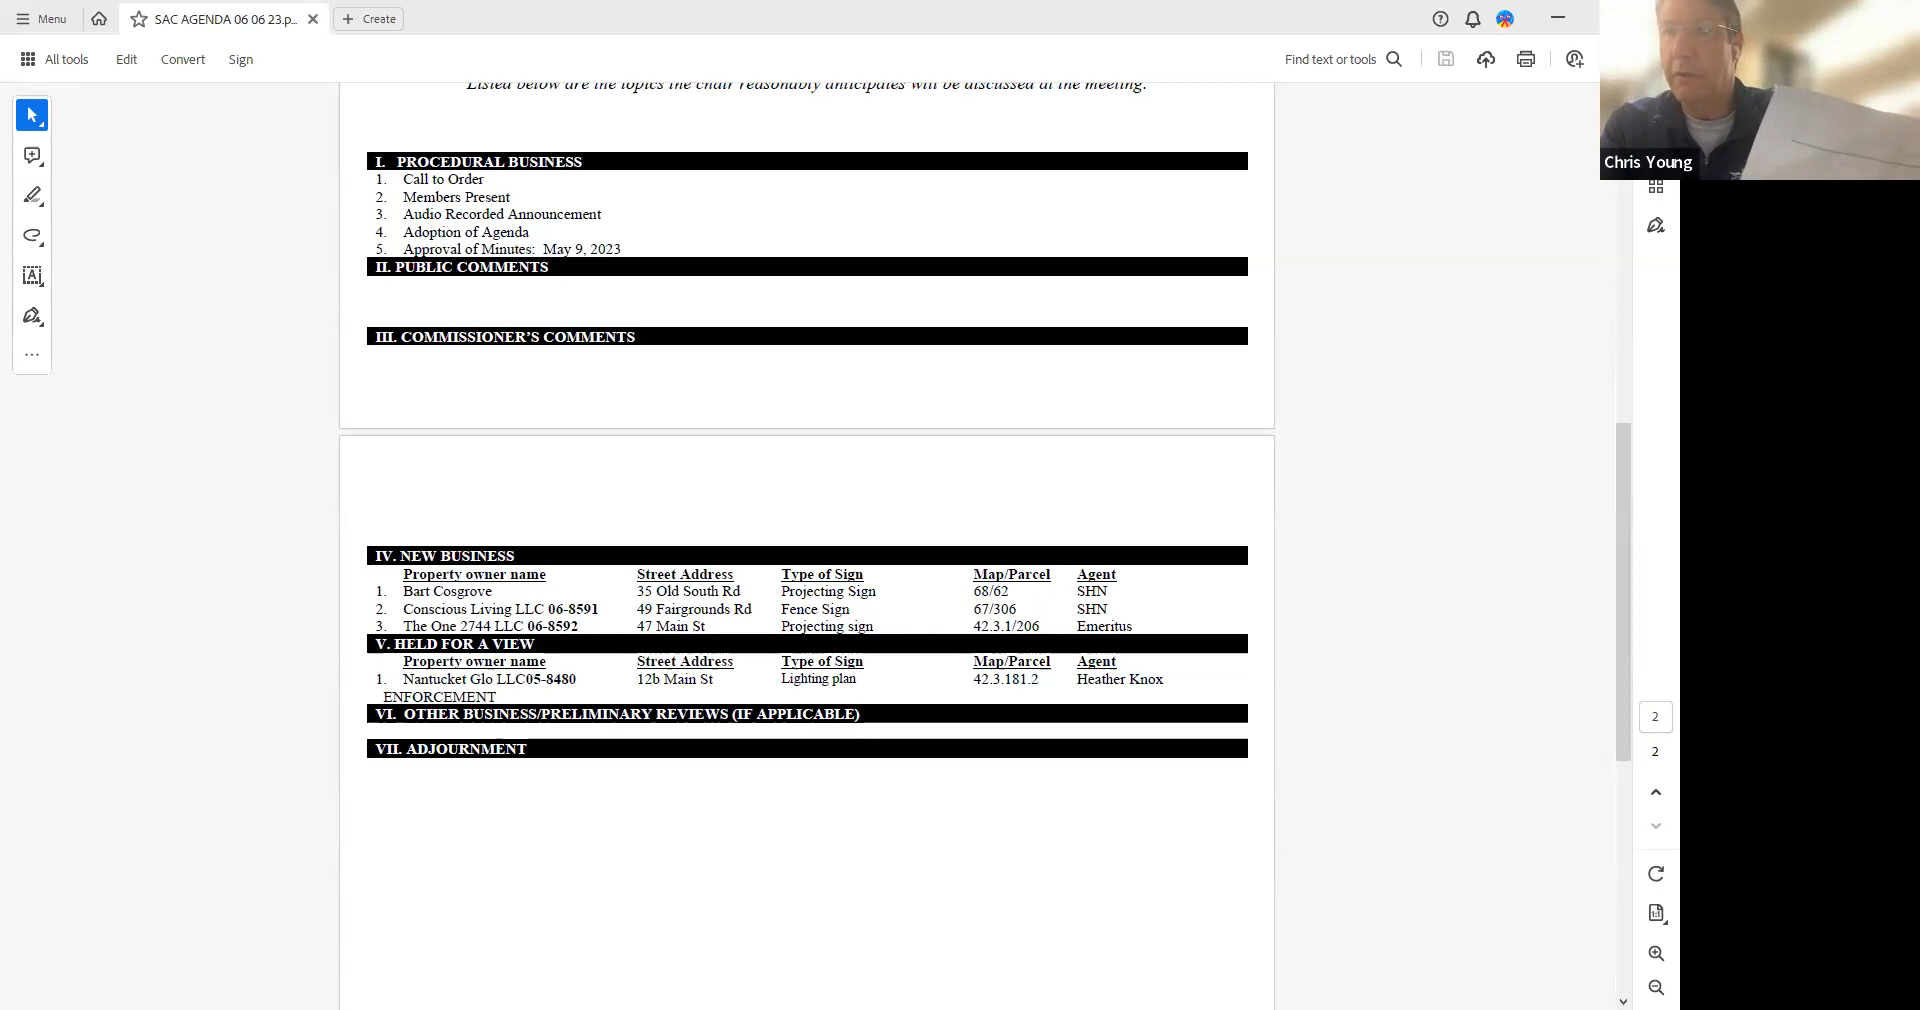 Menu
SAC AGENDA 06 06 23.p...
Create
All tools
Edit
Convert
Sign
Find text or tools
Chris Young
Listed below are the topics the chair reasonably anticipates will be discussed at the meeting.
I. PROCEDURAL BUSINESS
1. Call to Order
2. Members Present
3. Audio Recorded Announcement
4. Adoption of Agenda
5. Approval of Minutes: May 9, 2023
II. PUBLIC COMMENTS
III. COMMISSIONER’S COMMENTS
IV. NEW BUSINESS
Property owner name Street Address Type of Sign Map/Parcel Agent
1. Bart Cosgrove 35 Old South Rd Projecting Sign 68/62 SHN
2. Conscious Living LLC 06-8591 49 Fairgrounds Rd Fence Sign 67/306 SHN
3. The One 2744 LLC 06-8592 47 Main St Projecting sign 42.3.1/206 Emeritus
V. HELD FOR A VIEW
Property owner name Street Address Type of Sign Map/Parcel Agent
1. Nantucket Glo LLC05-8480 12b Main St Lighting plan 42.3.181.2 Heather Knox
ENFORCEMENT
VI. OTHER BUSINESS/PRELIMINARY REVIEWS (IF APPLICABLE)
VII. ADJOURNMENT
2
2